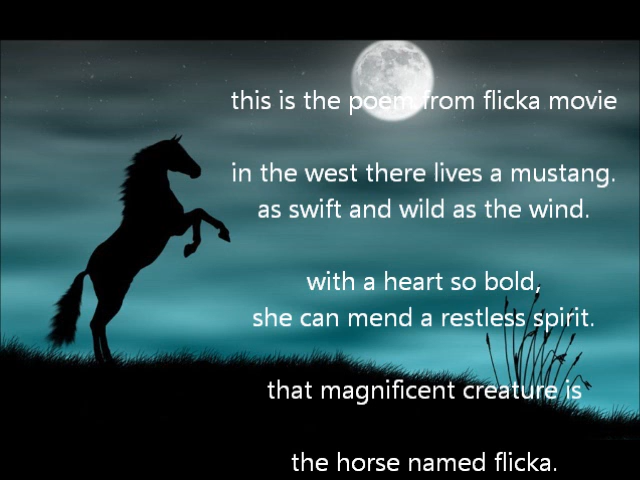 this is the poem from flicka movie
in the west there lives a mustang.
as swift and wild as the wind.
with a heart so bold,
she can mend a restless spirit.
that magnificent creature is
the horse named flicka.